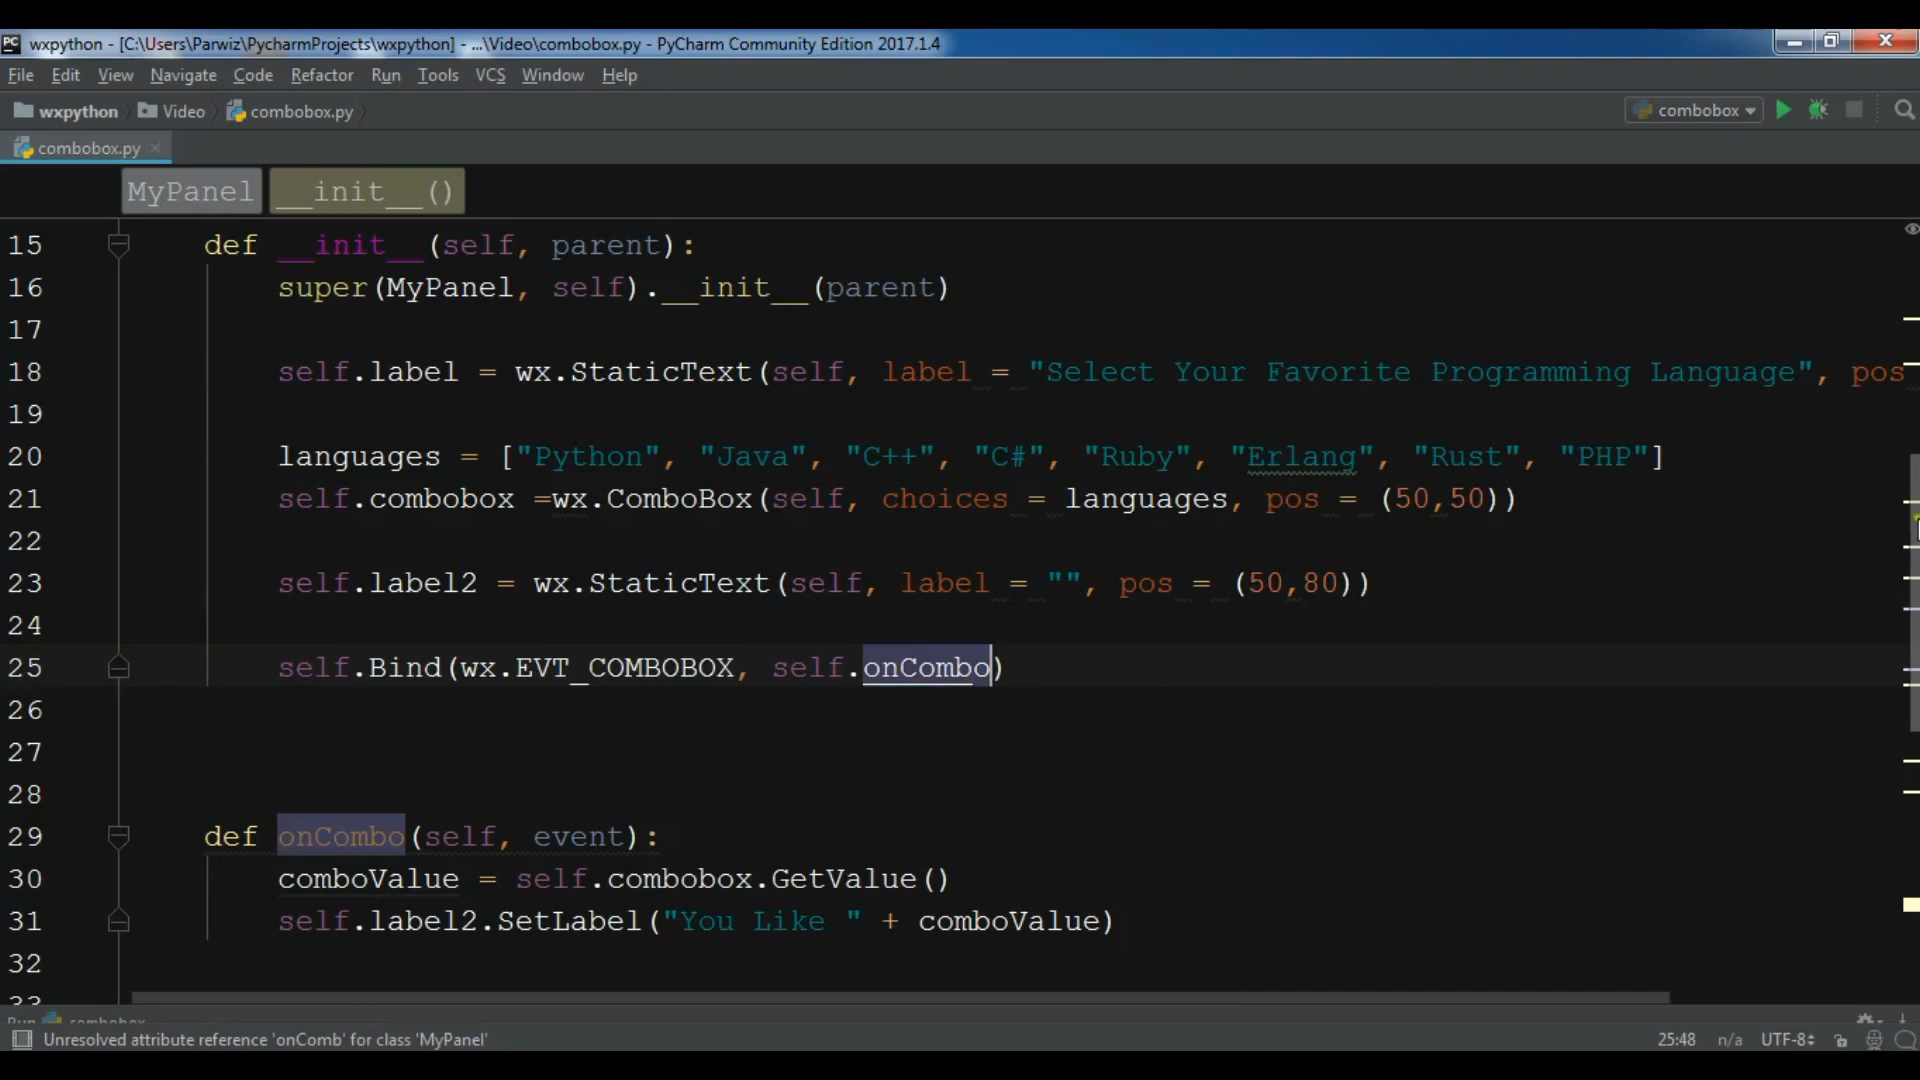 PC wxpython - [C:\Users\Parwiz\PycharmProjects\wxpython] - ...\Video\combobox.py - PyCharm Community Edition 2017.1.4
File Edit View Navigate Code Refactor Run Tools VCS Window Help
wxpython Video combobox.py combobox
combobox.py
MyPanel __init__()
15 def __init__(self, parent):
16 super(MyPanel, self).__init__(parent)
17
18 self.label = wx.StaticText(self, label = "Select Your Favorite Programming Language", pos
19
20 languages = ["Python", "Java", "C++", "C#", "Ruby", "Erlang", "Rust", "PHP"]
21 self.combobox =wx.ComboBox(self, choices = languages, pos = (50,50))
22
23 self.label2 = wx.StaticText(self, label = "", pos = (50,80))
24
25 self.Bind(wx.EVT_COMBOBOX, self.onCombo)
26
27
28
29 def onCombo(self, event):
30 comboValue = self.combobox.GetValue()
31 self.label2.SetLabel("You Like " + comboValue)
32
33
Run combobox
Unresolved attribute reference 'onComb' for class 'MyPanel' 25:48 n/a UTF-8